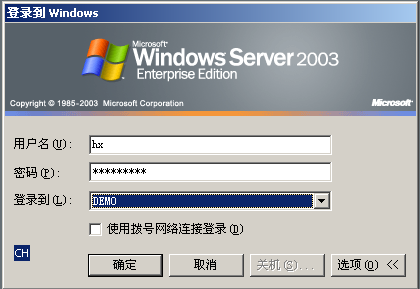 登录到 Windows
Microsoft
Windows Server 2003
Enterprise Edition
Copyright © 1985-2003 Microsoft Corporation
Microsoft
用户名(U):
hx
密码(P):
*********
登录到(L):
DEMO
使用拨号网络连接登录(D)
CH
确定
取消
关机(S)...
选项(O) <<